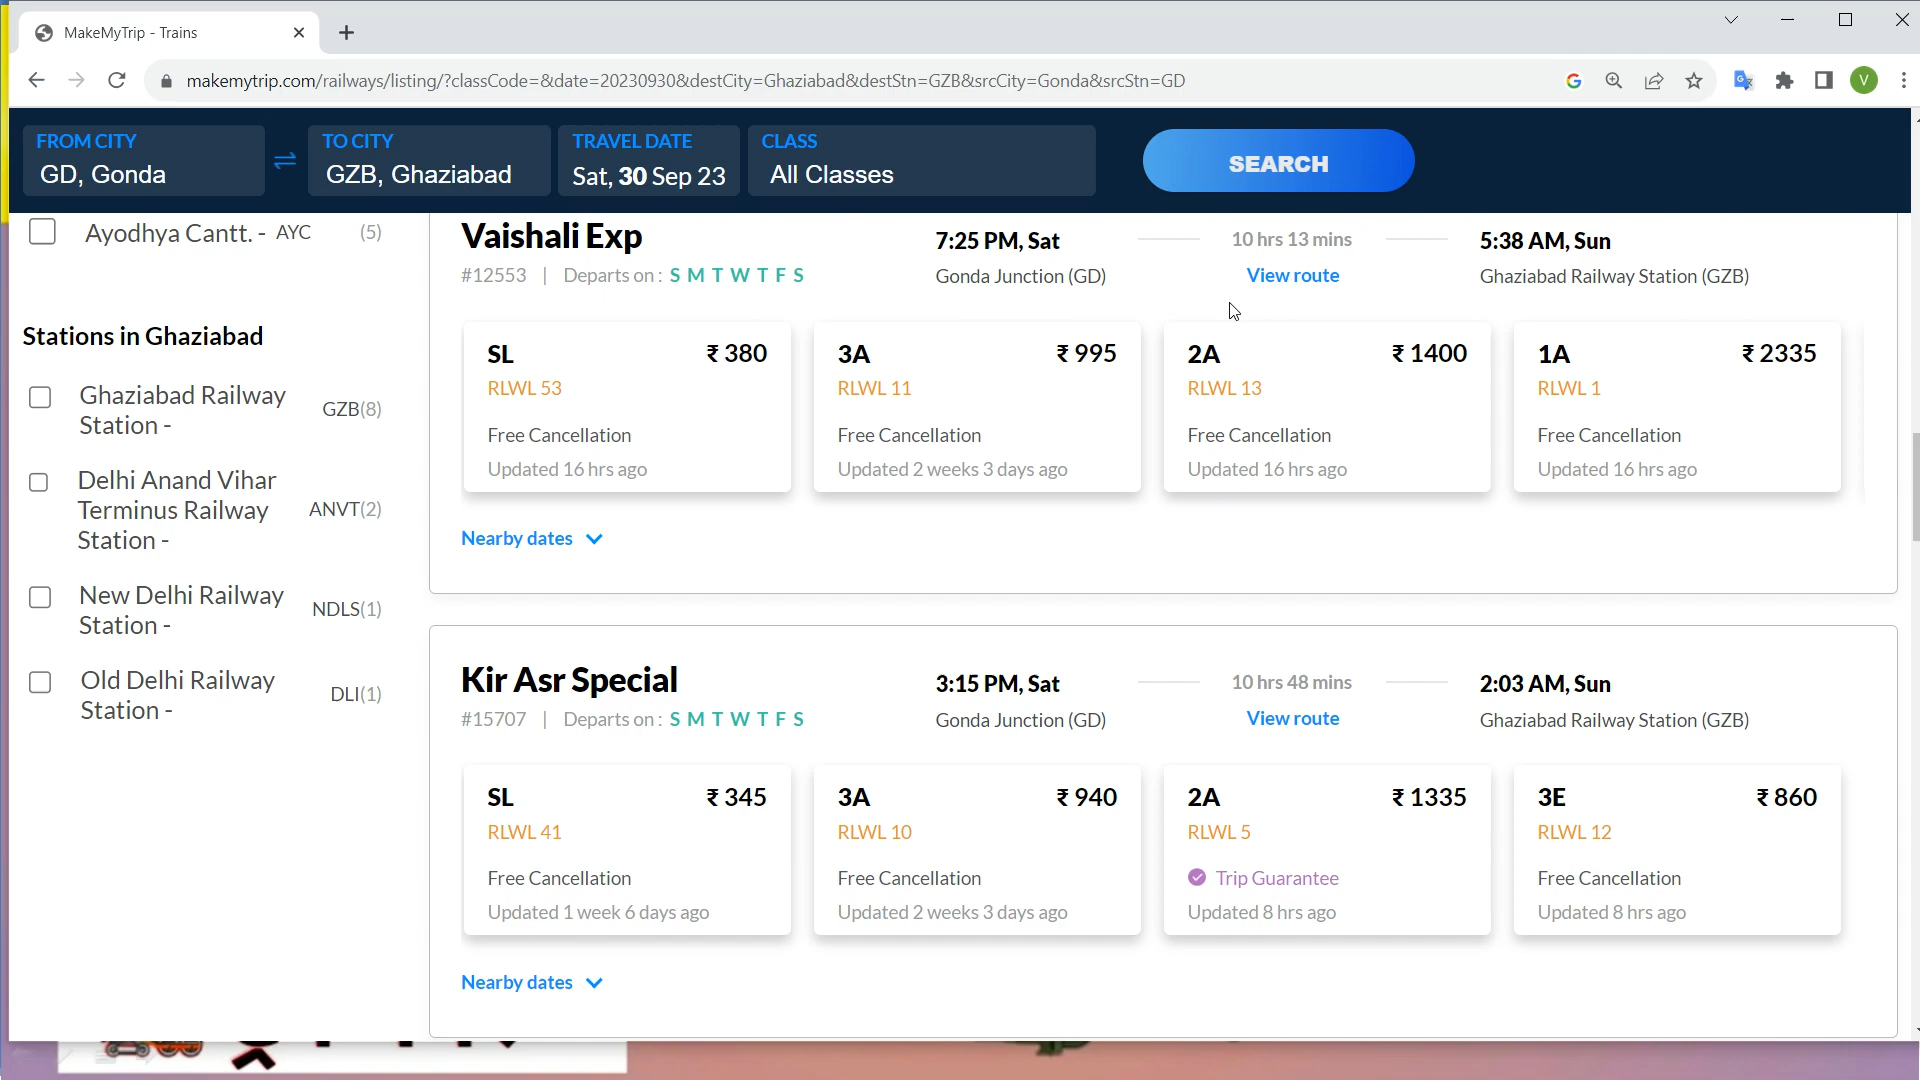 MakeMyTrip - Trains
makemytrip.com/railways/listing/?classCode=&date=20230930&destCity=Ghaziabad&destStn=GZB&srcCity=Gonda&srcStn=GD
V
FROM CITY
GD, Gonda
TO CITY
GZB, Ghaziabad
TRAVEL DATE
Sat, 30 Sep 23
CLASS
All Classes
SEARCH
Ayodhya Cantt. - AYC (5)
Stations in Ghaziabad
Ghaziabad Railway
Station -
GZB(8)
Delhi Anand Vihar
Terminus Railway
Station -
ANVT(2)
New Delhi Railway
Station -
NDLS(1)
Old Delhi Railway
Station -
DLI(1)
Vaishali Exp
#12553 | Departs on : S M T W T F S
7:25 PM, Sat
Gonda Junction (GD)
10 hrs 13 mins
View route
5:38 AM, Sun
Ghaziabad Railway Station (GZB)
SL ₹ 380
RLWL 53
Free Cancellation
Updated 16 hrs ago
3A ₹ 995
RLWL 11
Free Cancellation
Updated 2 weeks 3 days ago
2A ₹ 1400
RLWL 13
Free Cancellation
Updated 16 hrs ago
1A ₹ 2335
RLWL 1
Free Cancellation
Updated 16 hrs ago
Nearby dates
Kir Asr Special
#15707 | Departs on : S M T W T F S
3:15 PM, Sat
Gonda Junction (GD)
10 hrs 48 mins
View route
2:03 AM, Sun
Ghaziabad Railway Station (GZB)
SL ₹ 345
RLWL 41
Free Cancellation
Updated 1 week 6 days ago
3A ₹ 940
RLWL 10
Free Cancellation
Updated 2 weeks 3 days ago
2A ₹ 1335
RLWL 5
Trip Guarantee
Updated 8 hrs ago
3E ₹ 860
RLWL 12
Free Cancellation
Updated 8 hrs ago
Nearby dates